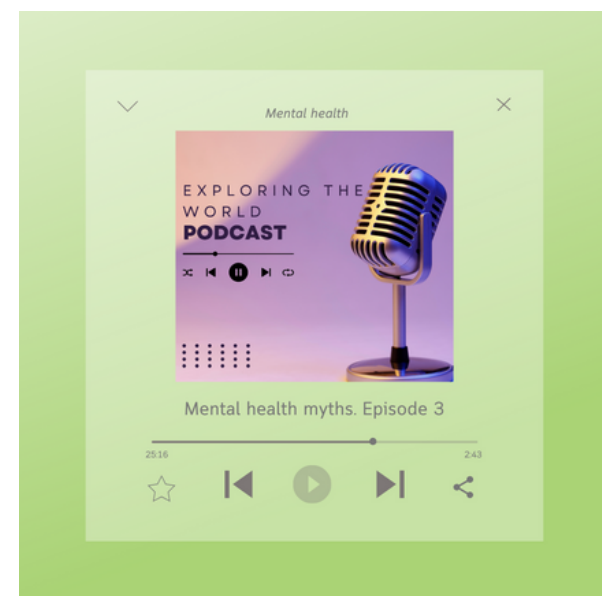 Mental health
EXPLORING THE
WORLD
PODCAST
Mental health myths. Episode 3
25:16
2:43